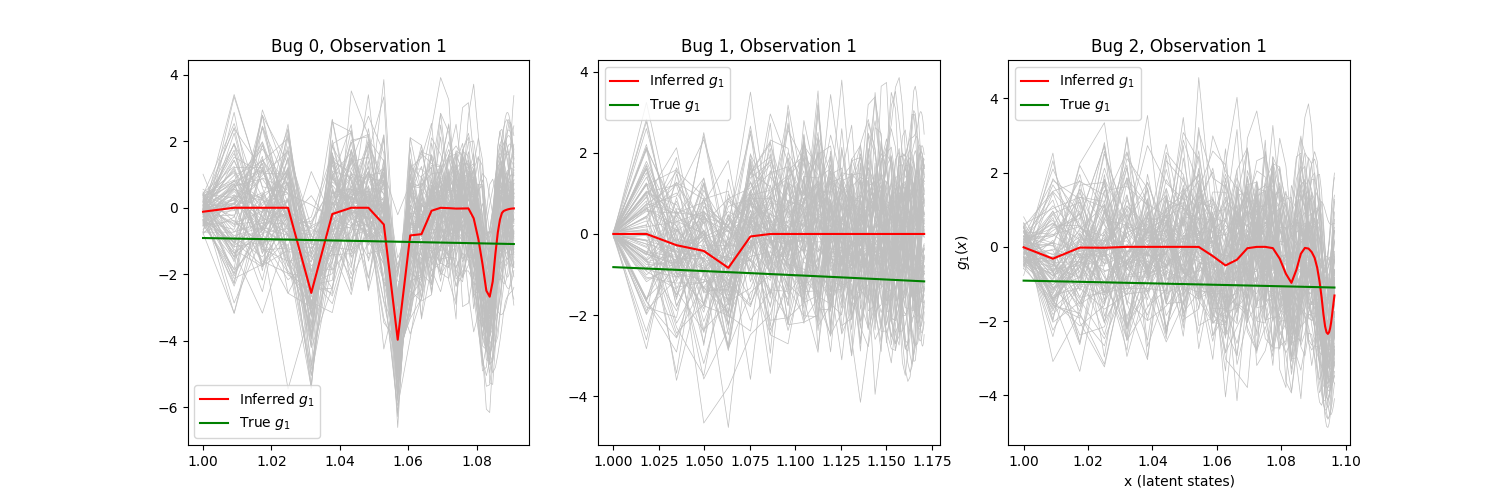 Bug 0, Observation 1
4
2
0
−2
−4
−6
Inferred g₁
True g₁
1.00 1.02 1.04 1.06 1.08
Bug 1, Observation 1
Inferred g₁
True g₁
4
2
0
−2
−4
1.000 1.025 1.050 1.075 1.100 1.125 1.150 1.175
Bug 2, Observation 1
Inferred g₁
True g₁
g₁(x)
4
2
0
−2
−4
1.00 1.02 1.04 1.06 1.08 1.10
x (latent states)